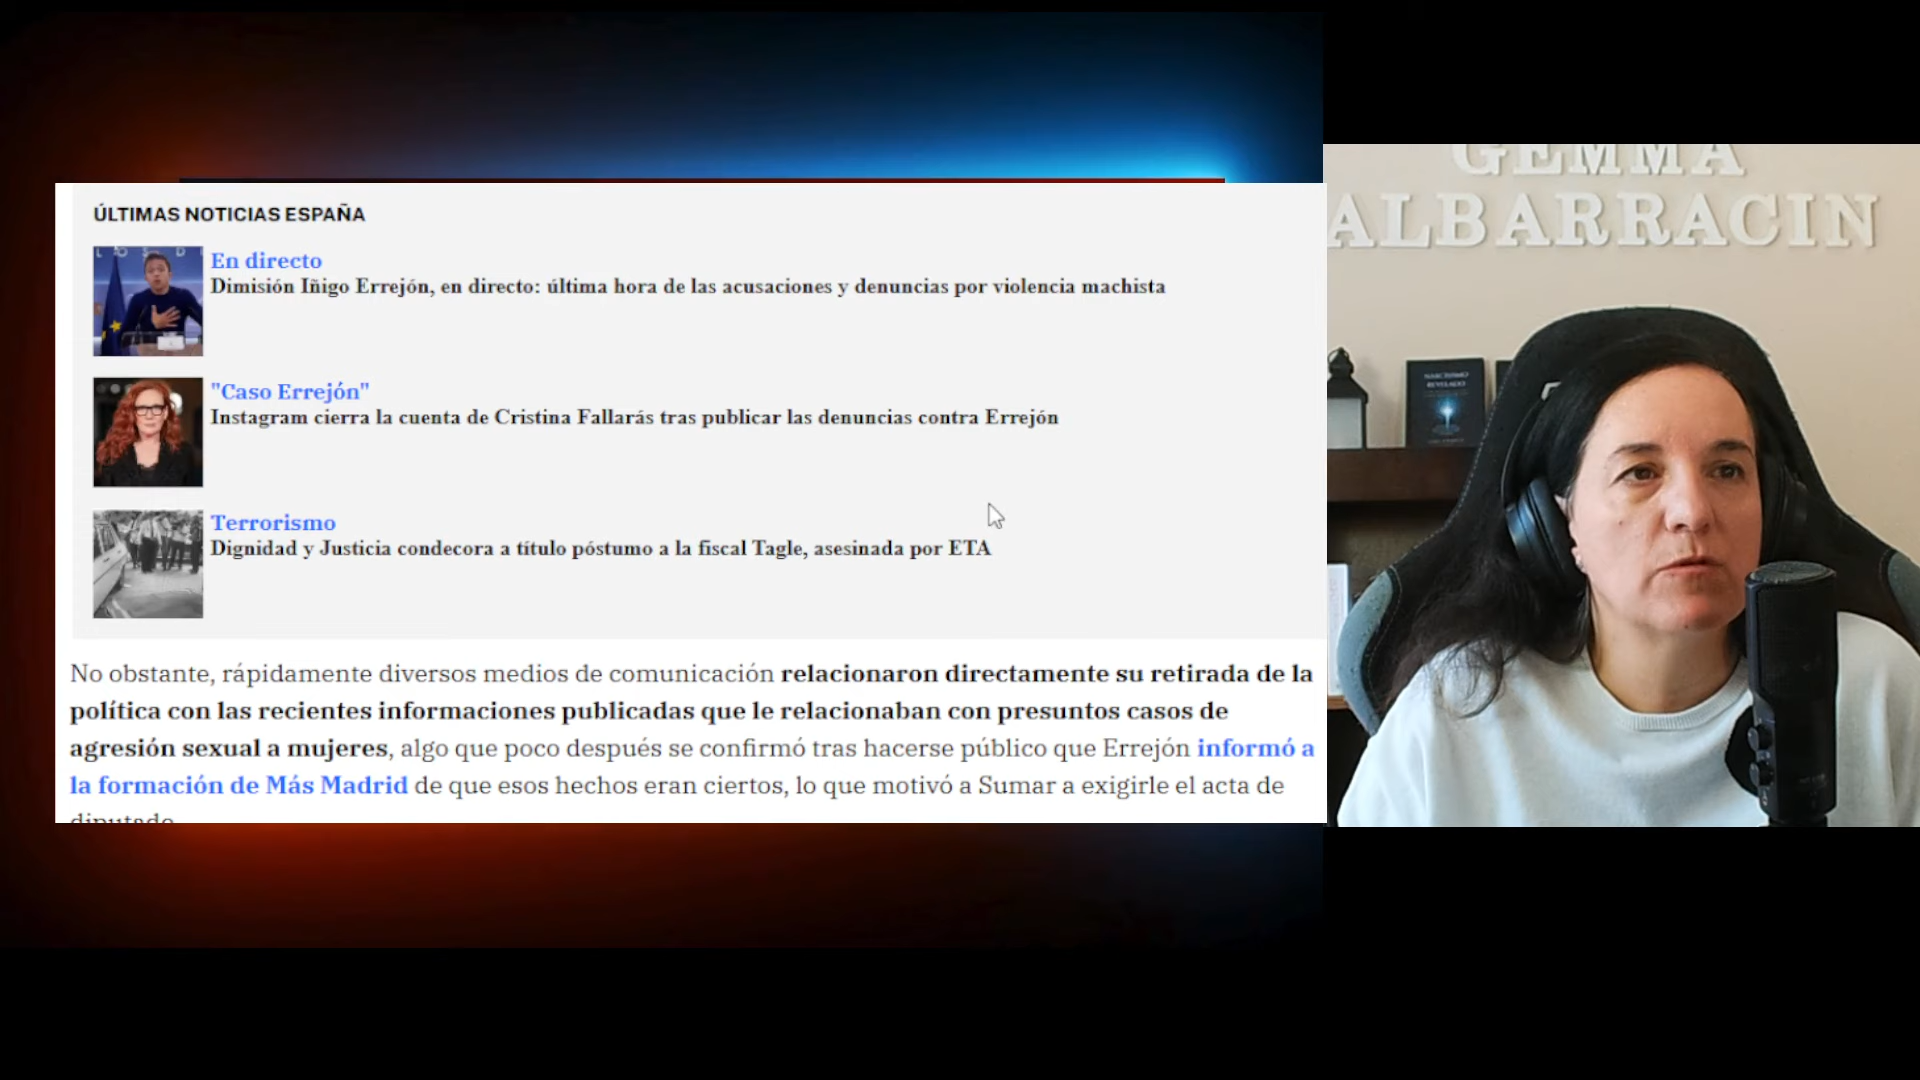 GEMMA
ALBARRACIN
ÚLTIMAS NOTICIAS ESPAÑA
En directo
Dimisión Iñigo Errejón, en directo: última hora de las acusaciones y denuncias por violencia machista
"Caso Errejón"
Instagram cierra la cuenta de Cristina Fallarás tras publicar las denuncias contra Errejón
Terrorismo
Dignidad y Justicia condecora a título póstumo a la fiscal Tagle, asesinada por ETA
No obstante, rápidamente diversos medios de comunicación relacionaron directamente su retirada de la
política con las recientes informaciones publicadas que le relacionaban con presuntos casos de
agresión sexual a mujeres, algo que poco después se confirmó tras hacerse público que Errejón informó a
la formación de Más Madrid de que esos hechos eran ciertos, lo que motivó a Sumar a exigirle el acta de
diputado
NARCISISMO
REVELADO